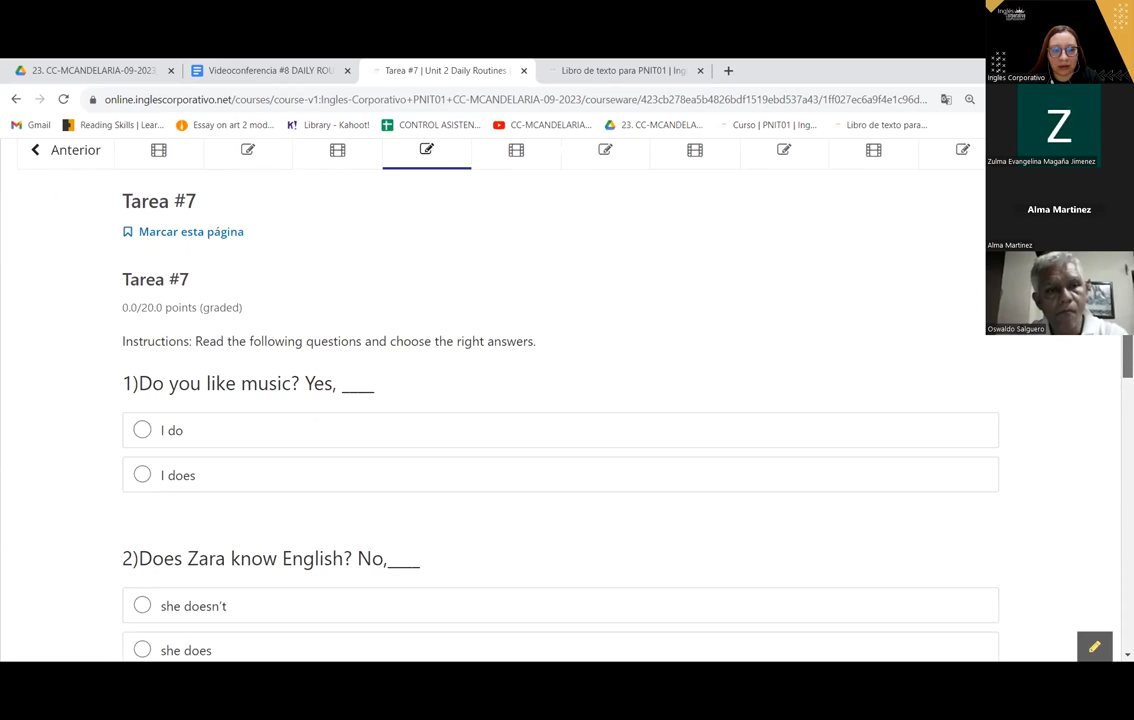 23. CC-MCANDELARIA-09-2023,
Videoconferencia #8 DAILY ROU
Tarea #7 | Unit 2 Daily Routines
Libro de texto para PNIT01 | Ing
online.inglescorporativo.net/courses/course-v1:Ingles-Corporativo+PNIT01+CC-MCANDELARIA-09-2023/courseware/423cb278ea5b4826bdf1519ebd537a43/1ff027ec6a9f4e1c96d...
Gmail
Reading Skills | Lear...
Essay on art 2 mod...
Library - Kahoot!
CONTROL ASISTEN...
CC-MCANDELARIA...
23. CC-MCANDELA...
Curso | PNIT01 | Ing...
Libro de texto para...
Anterior
Tarea #7
Marcar esta página
Tarea #7
0.0/20.0 points (graded)
Instructions: Read the following questions and choose the right answers.
1)Do you like music? Yes, ____
I do
I does
2)Does Zara know English? No,____
she doesn't
she does
Inglés
Corporativo
Ingles Corporativo
Z
Zulma Evangelina Magaña Jimenez
Alma Martinez
Alma Martinez
Oswaldo Salguero